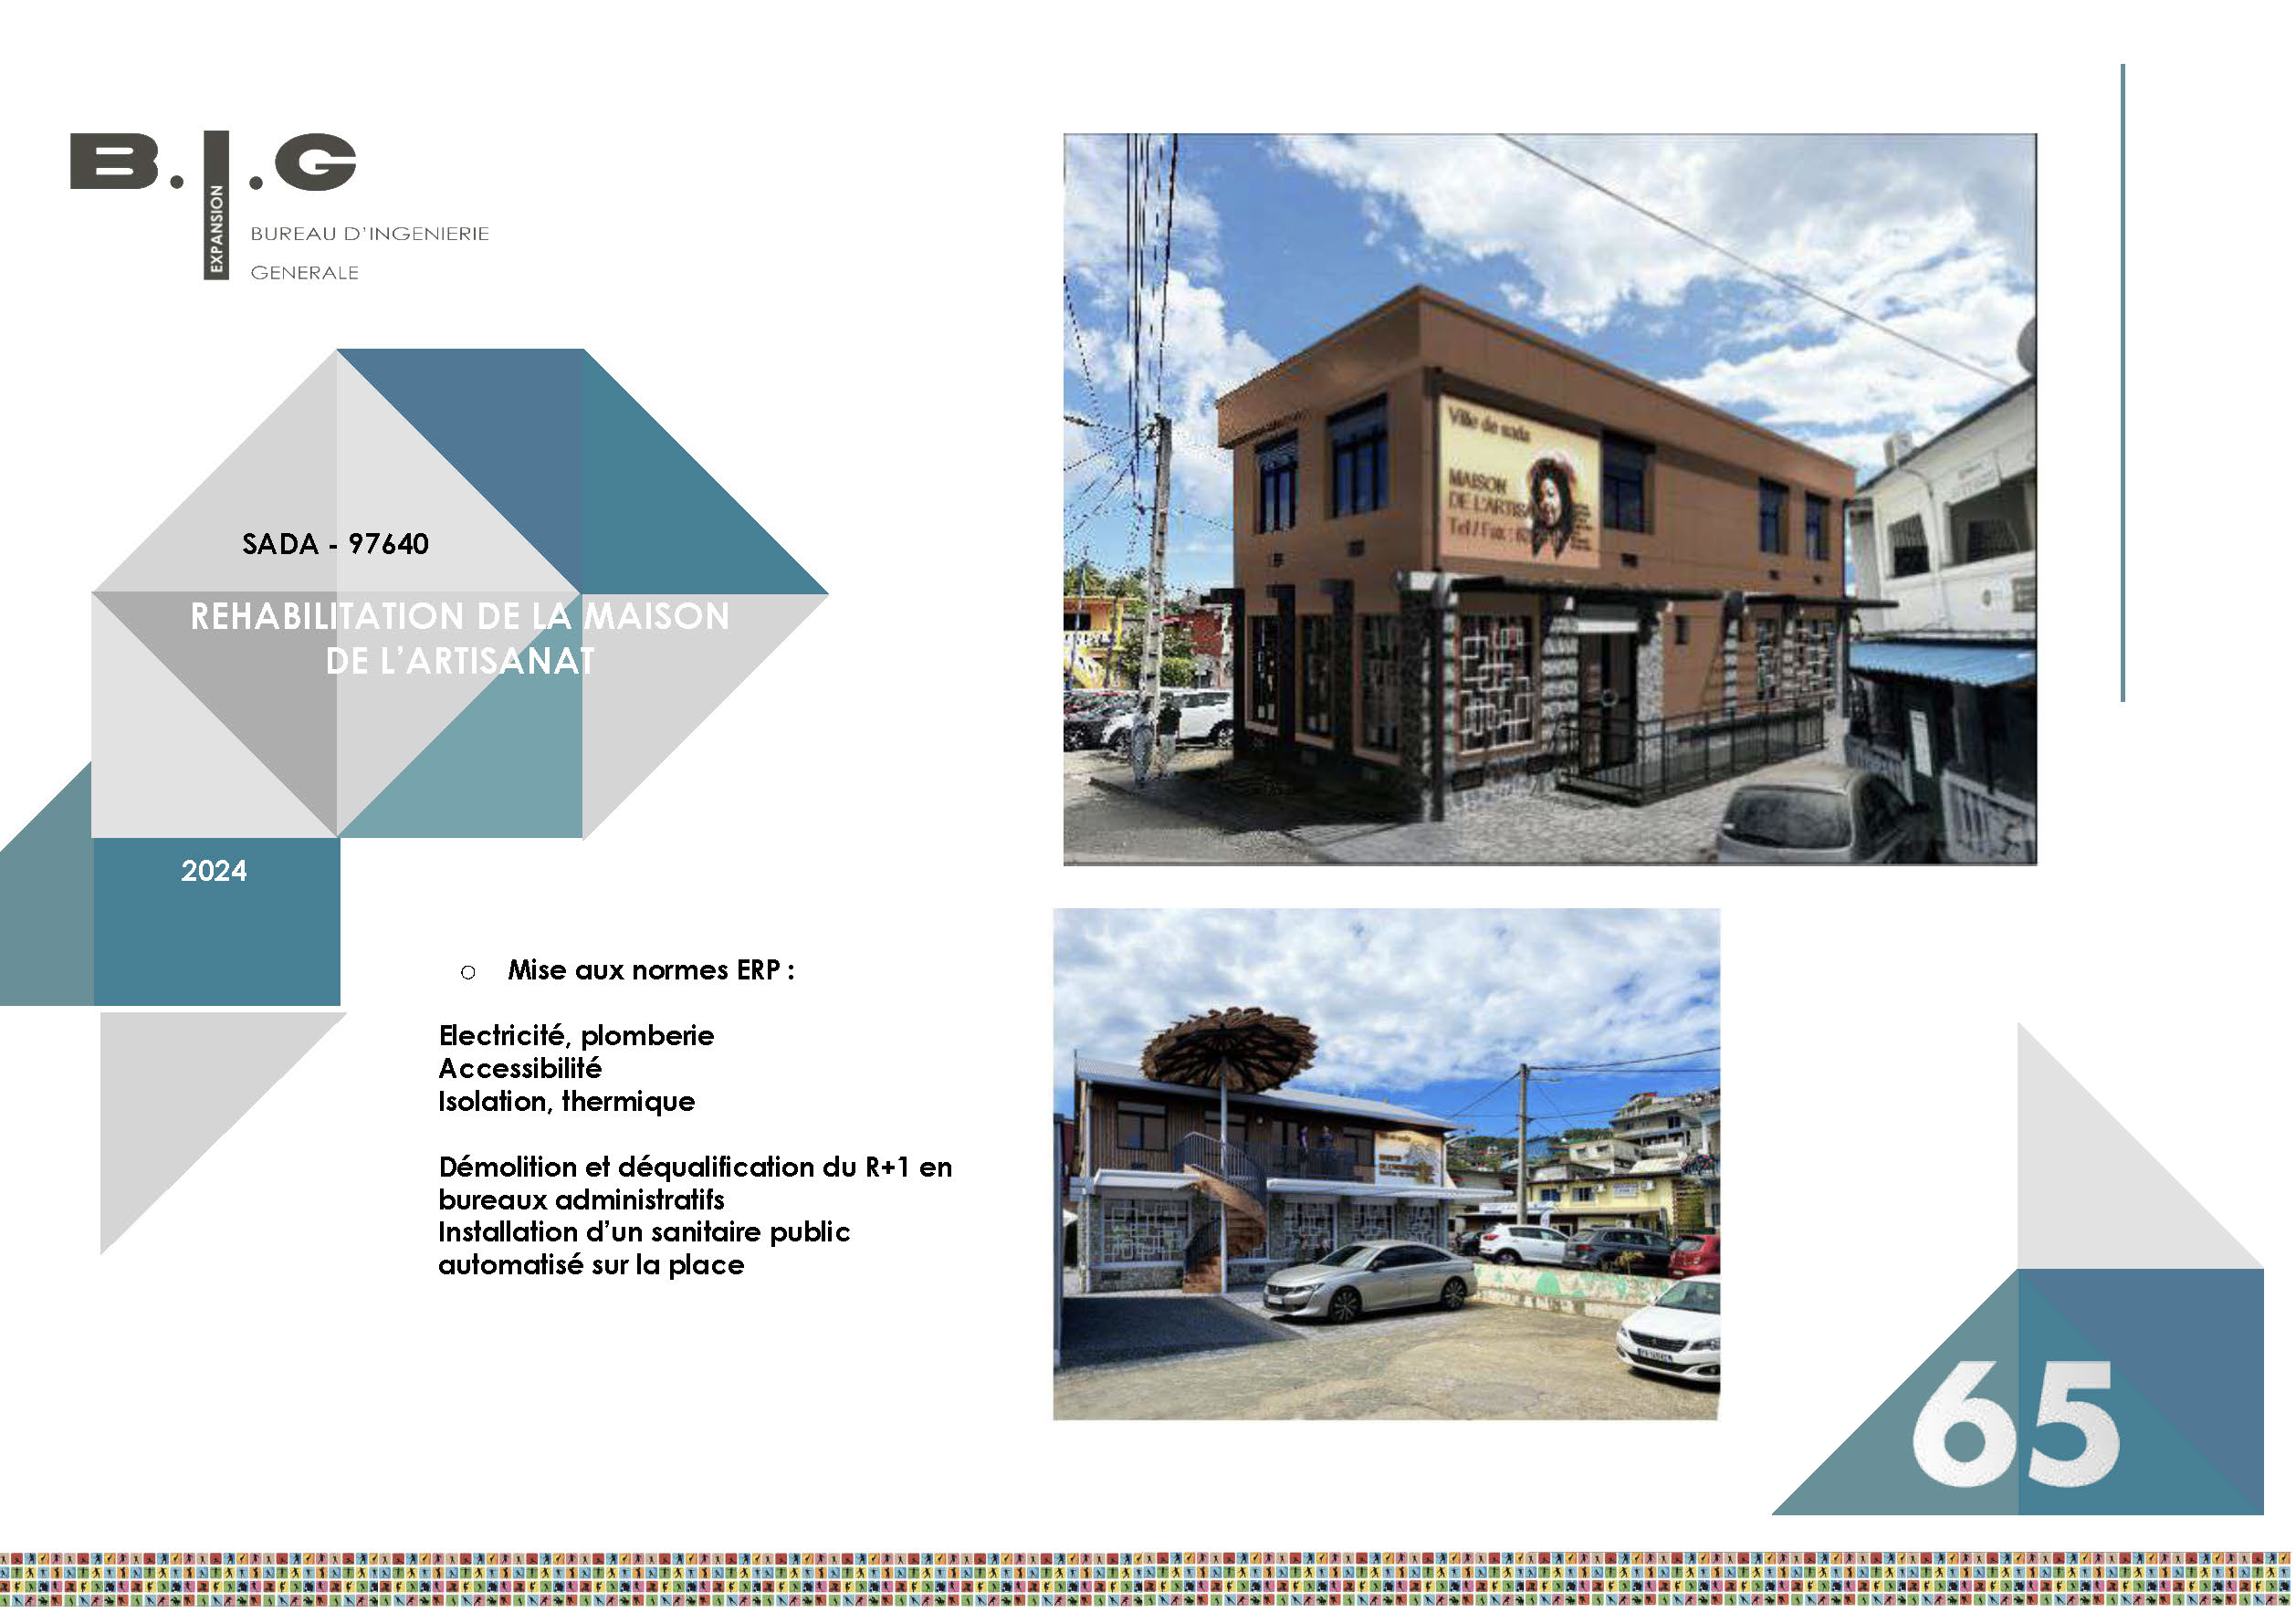 B.I.G
EXPANSION
BUREAU D'INGENIERIE
GENERALE
SADA - 97640
REHABILITATION DE LA MAISON
DE L'ARTISANAT
2024
Ville de sada
MAISON
DE L'ARTISA
Tel / Fax :
o Mise aux normes ERP :
Electricité, plomberie
Accessibilité
Isolation, thermique
Démolition et déqualification du R+1 en
bureaux administratifs
Installation d'un sanitaire public
automatisé sur la place
65